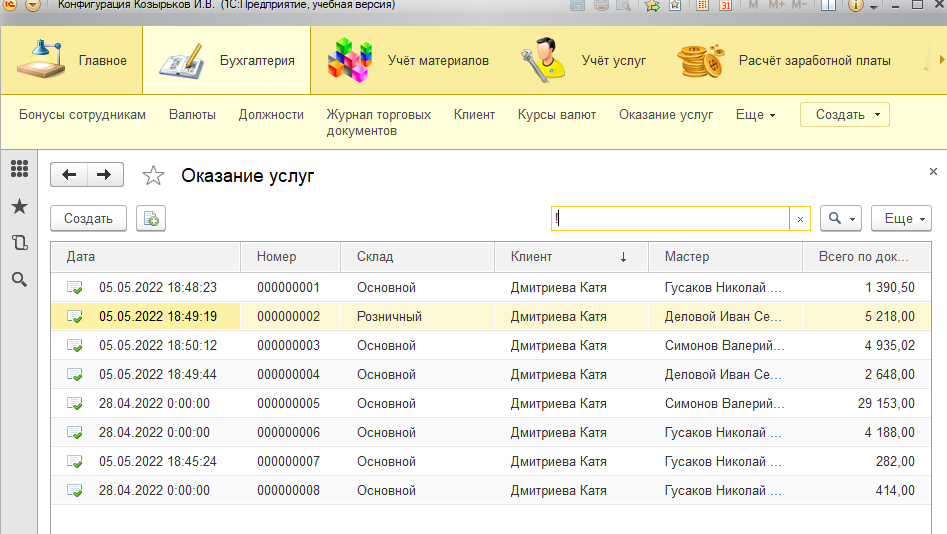 Конфигурация Козырьков И.В. (1С:Предприятие, учебная версия)
M M+ M-
Главное
Бухгалтерия
Учёт материалов
Учёт услуг
Расчёт заработной платы
Бонусы сотрудникам
Валюты
Должности
Журнал торговых
документов
Клиент
Курсы валют
Оказание услуг
Еще
Создать
Оказание услуг
Создать
!
Еще
Дата Номер Склад Клиент Мастер Всего по док...
05.05.2022 18:48:23 000000001 Основной Дмитриева Катя Гусаков Николай ... 1 390,50
05.05.2022 18:49:19 000000002 Розничный Дмитриева Катя Деловой Иван Се... 5 218,00
05.05.2022 18:50:12 000000003 Основной Дмитриева Катя Симонов Валерий... 4 935,02
05.05.2022 18:49:44 000000004 Основной Дмитриева Катя Деловой Иван Се... 2 648,00
28.04.2022 0:00:00 000000005 Основной Дмитриева Катя Симонов Валерий... 29 153,00
28.04.2022 0:00:00 000000006 Основной Дмитриева Катя Гусаков Николай ... 4 188,00
05.05.2022 18:45:24 000000007 Основной Дмитриева Катя Гусаков Николай ... 282,00
28.04.2022 0:00:00 000000008 Основной Дмитриева Катя Гусаков Николай ... 414,00